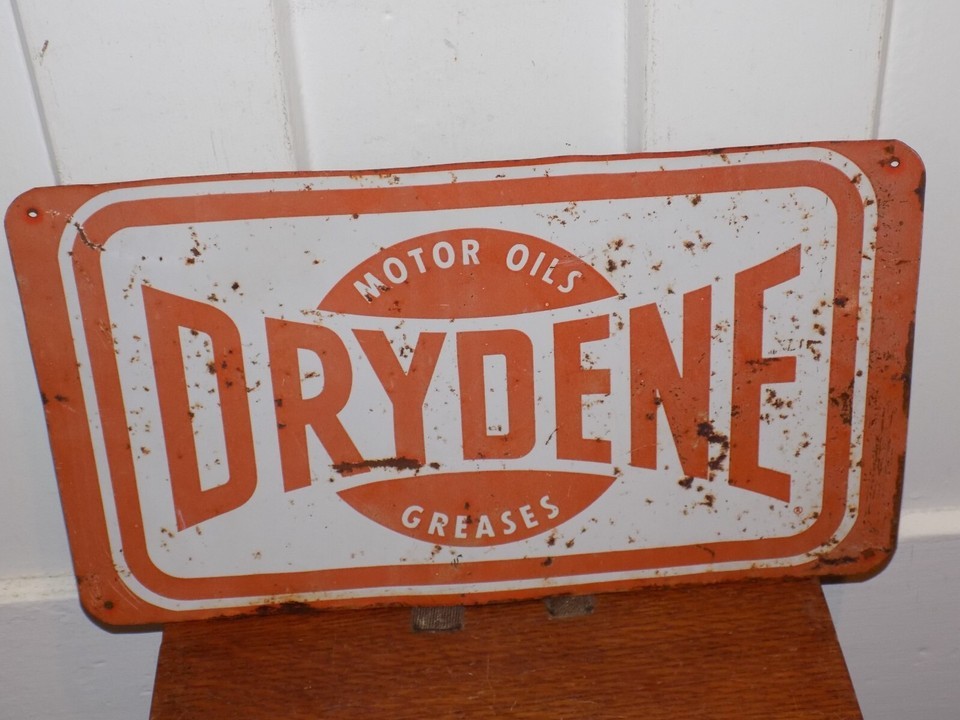 MOTOR OILS
DRYDENE
®
GREASES